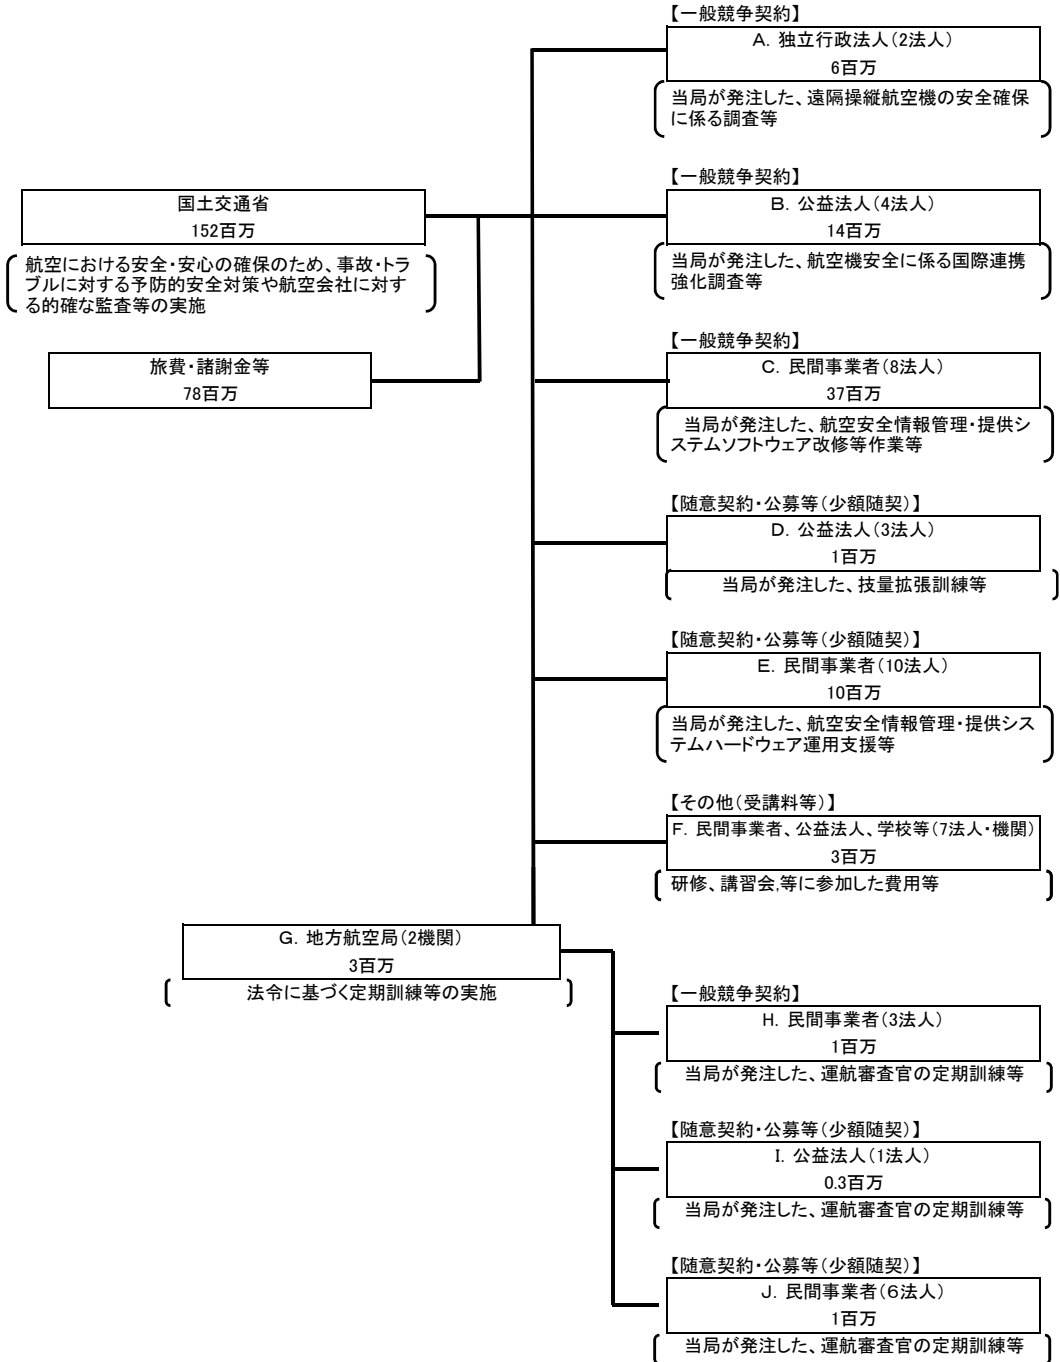 【一般競争契約】
A．独立行政法人（2法人）
6百万
当局が発注した、遠隔操縦航空機の安全確保
に係る調査等
【一般競争契約】
国土交通省
152百万
B．公益法人（4法人）
14百万
航空における安全・安心の確保のため、事故・トラ
ブルに対する予防的安全対策や航空会社に対す
る的確な監査等の実施
当局が発注した、航空機安全に係る国際連携
強化調査等
【一般競争契約】
旅費・諸謝金等
78百万
C．民間事業者（8法人）
37百万
当局が発注した、航空安全情報管理・提供シ
ステムソフトウェア改修等作業等
【随意契約・公募等（少額随契）】
D．公益法人（3法人）
1百万
当局が発注した、技量拡張訓練等
【随意契約・公募等（少額随契）】
E．民間事業者（10法人）
10百万
当局が発注した、航空安全情報管理・提供シス
テムハードウェア運用支援等
【その他（受講料等）】
F．民間事業者、公益法人、学校等（7法人・機関）
3百万
研修、講習会,等に参加した費用等
G．地方航空局（2機関）
3百万
法令に基づく定期訓練等の実施
【一般競争契約】
H．民間事業者（3法人）
1百万
当局が発注した、運航審査官の定期訓練等
【随意契約・公募等（少額随契）】
I．公益法人（1法人）
0.3百万
当局が発注した、運航審査官の定期訓練等
【随意契約・公募等（少額随契）】
J．民間事業者（６法人）
1百万
当局が発注した、運航審査官の定期訓練等